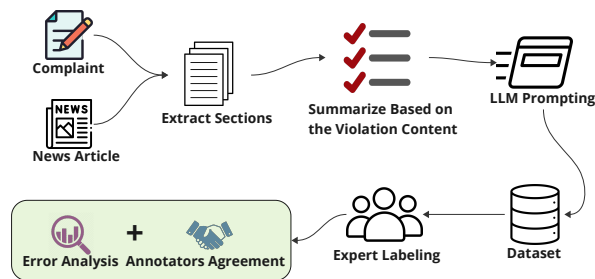 Complaint
NEWS
News Article
Extract Sections
Summarize Based on
the Violation Content
LLM Prompting
Dataset
Expert Labeling
Error Analysis + Annotators Agreement